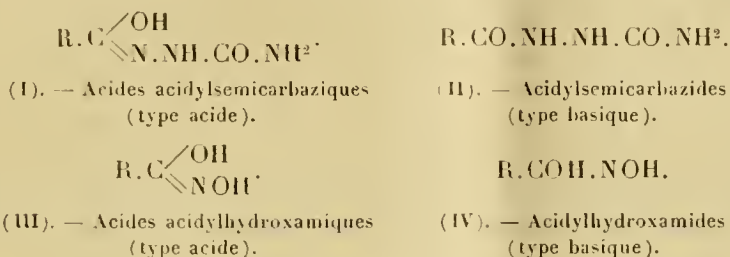 R.C⟋OH
⟍⟍N.NH.CO.NH².
R.CO.NH.NH.CO.NH².
(I). — Acides acidylsemicarbaziques
(type acide).
(II). — Acidylsemicarbazides
(type basique).
R.C⟋OH
⟍⟍NOH.
R.COH.NOH.
(III). — Acides acidylhydroxamiques
(type acide).
(IV). — Acidylhydroxamides
(type basique).